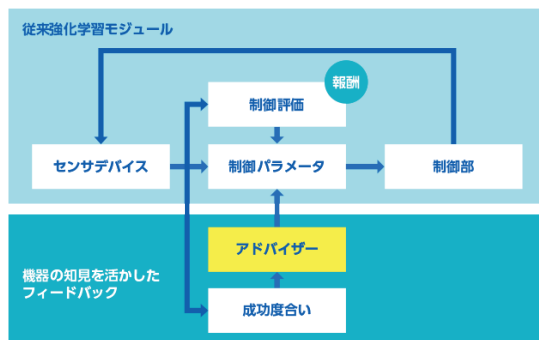 従来強化学習モジュール
報酬
制御評価
センサデバイス
制御パラメータ
制御部
アドバイザー
機器の知見を活かした
フィードバック
成功度合い